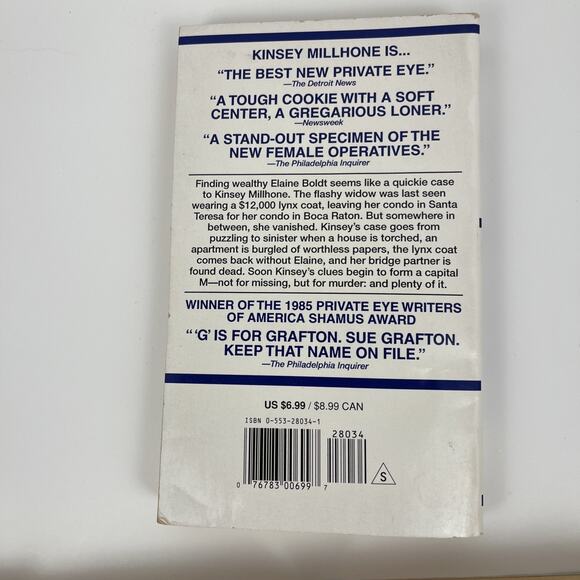 KINSEY MILLHONE IS...
“THE BEST NEW PRIVATE EYE.”
—The Detroit News
“A TOUGH COOKIE WITH A SOFT
CENTER, A GREGARIOUS LONER.”
—Newsweek
“A STAND-OUT SPECIMEN OF THE
NEW FEMALE OPERATIVES.”
—The Philadelphia Inquirer
Finding wealthy Elaine Boldt seems like a quickie case
to Kinsey Millhone. The flashy widow was last seen
wearing a $12,000 lynx coat, leaving her condo in Santa
Teresa for her condo in Boca Raton. But somewhere in
between, she vanished. Kinsey's case goes from
puzzling to sinister when a house is torched, an
apartment is burgled of worthless papers, the lynx coat
comes back without Elaine, and her bridge partner is
found dead. Soon Kinsey's clues begin to form a capital
M—not for missing, but for murder: and plenty of it.
WINNER OF THE 1985 PRIVATE EYE WRITERS
OF AMERICA SHAMUS AWARD
“ ‘G’ IS FOR GRAFTON. SUE GRAFTON.
KEEP THAT NAME ON FILE.”
—The Philadelphia Inquirer
US $6.99 / $8.99 CAN
ISBN 0-553-28034-1
28034
0 76783 00699 7
S